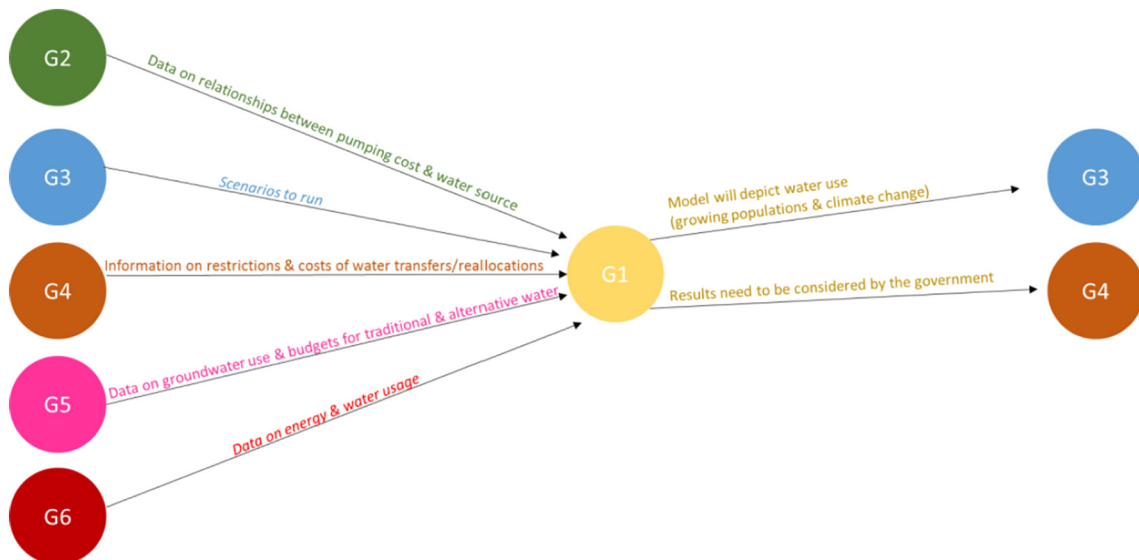 G2
Data on relationships between pumping cost & water source
G3
Scenarios to run
G4
Information on restrictions & costs of water transfers/reallocations
G5
Data on groundwater use & budgets for traditional & alternative water
G6
Data on energy & water usage
G1
Model will depict water use
(growing populations & climate change)
G3
Results need to be considered by the government
G4